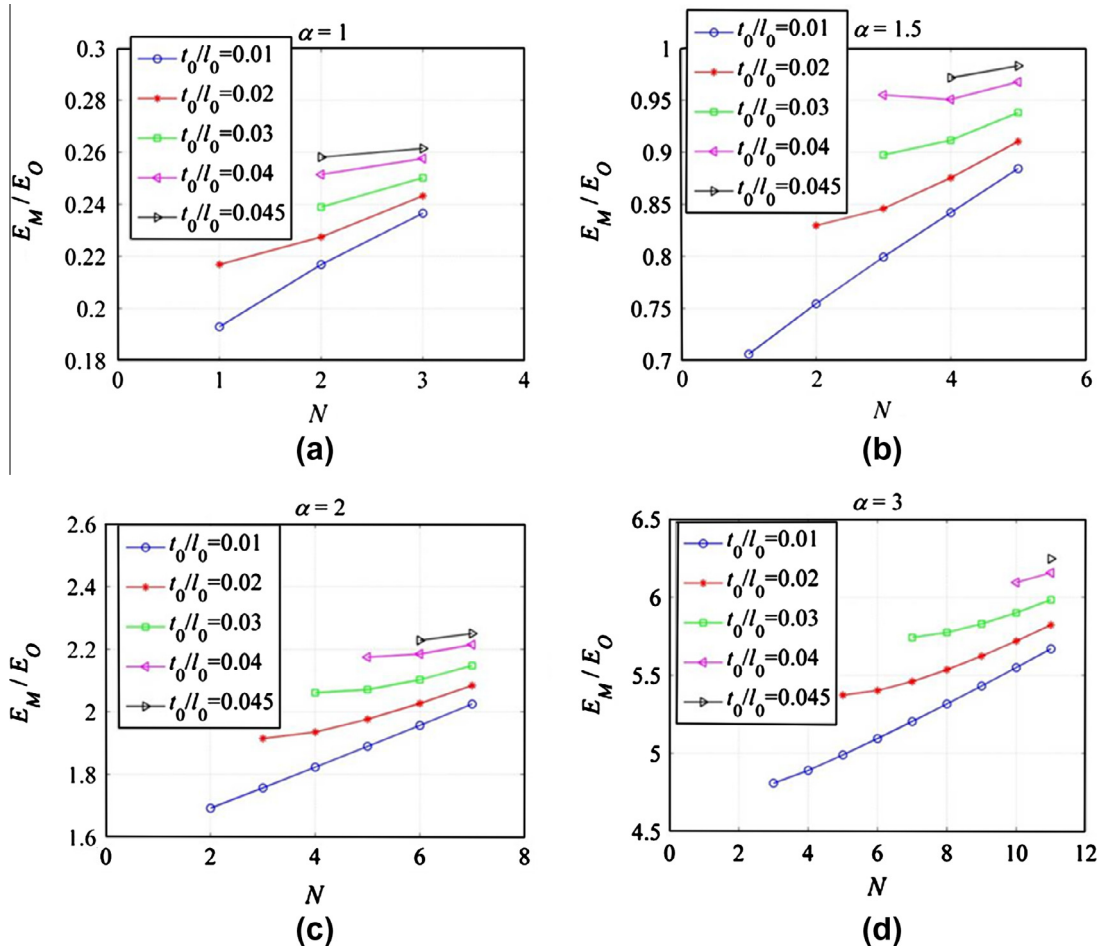 α = 1
t0/l0=0.01
t0/l0=0.02
t0/l0=0.03
t0/l0=0.04
t0/l0=0.045
0.3
0.28
0.26
0.24
0.22
0.2
0.18
EM/EO
0 1 2 3 4
N
(a)
α = 1.5
t0/l0=0.01
t0/l0=0.02
t0/l0=0.03
t0/l0=0.04
t0/l0=0.045
1
0.95
0.9
0.85
0.8
0.75
0.7
EM/EO
0 2 4 6
N
(b)
α = 2
t0/l0=0.01
t0/l0=0.02
t0/l0=0.03
t0/l0=0.04
t0/l0=0.045
2.6
2.4
2.2
2
1.8
1.6
EM/EO
0 2 4 6 8
N
(c)
α = 3
t0/l0=0.01
t0/l0=0.02
t0/l0=0.03
t0/l0=0.04
t0/l0=0.045
6.5
6
5.5
5
4.5
EM/EO
0 2 4 6 8 10 12
N
(d)